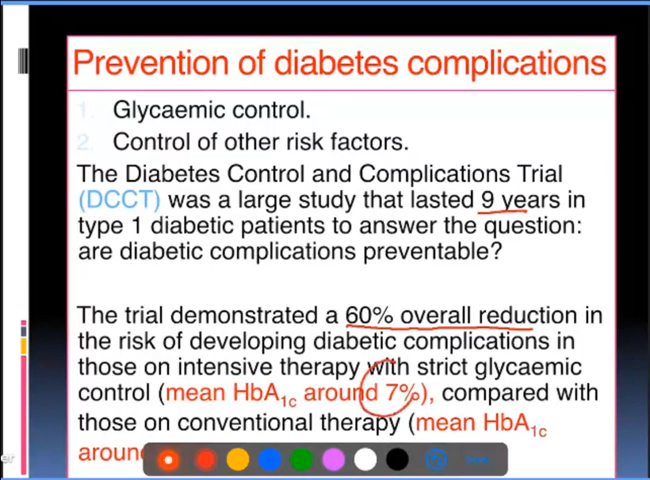 Prevention of diabetes complications
1. Glycaemic control.
2. Control of other risk factors.
The Diabetes Control and Complications Trial
(DCCT) was a large study that lasted 9 years in
type 1 diabetic patients to answer the question:
are diabetic complications preventable?
The trial demonstrated a 60% overall reduction in
the risk of developing diabetic complications in
those on intensive therapy with strict glycaemic
control (mean HbA1c around 7%), compared with
those on conventional therapy (mean HbA1c